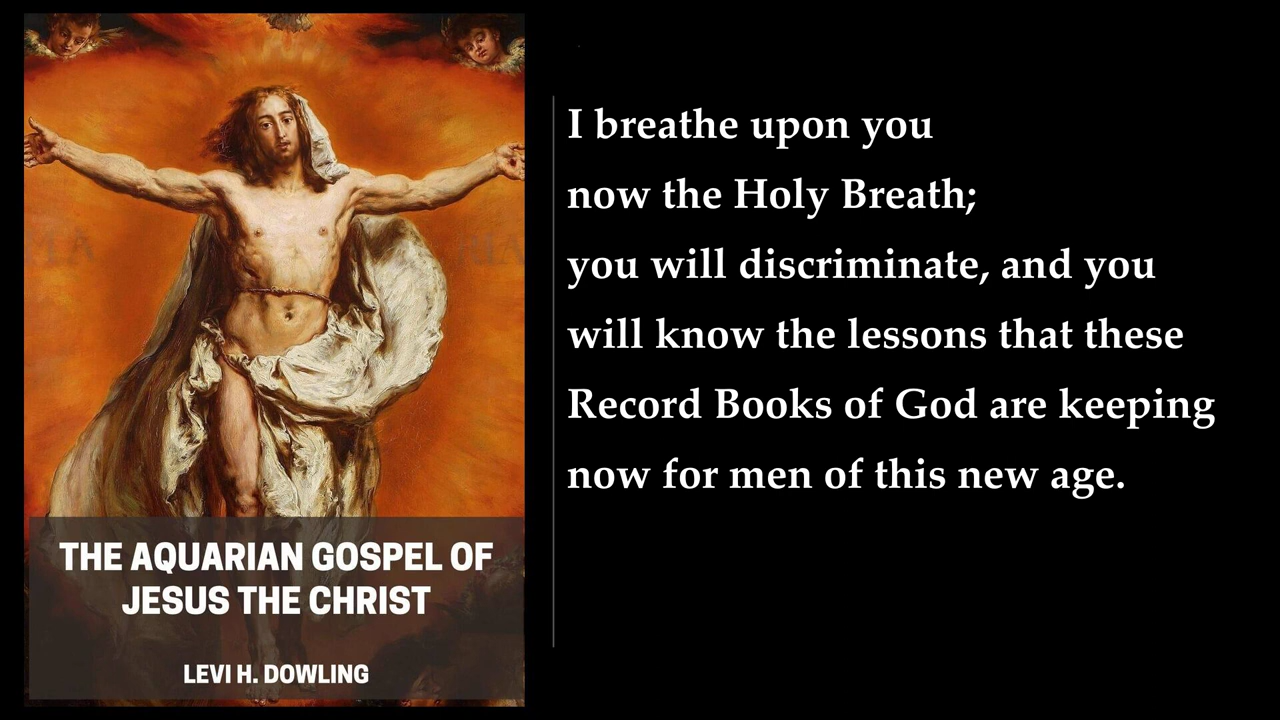 I breathe upon you
now the Holy Breath;
you will discriminate, and you
will know the lessons that these
Record Books of God are keeping
now for men of this new age.
THE AQUARIAN GOSPEL OF
JESUS THE CHRIST
LEVI H. DOWLING